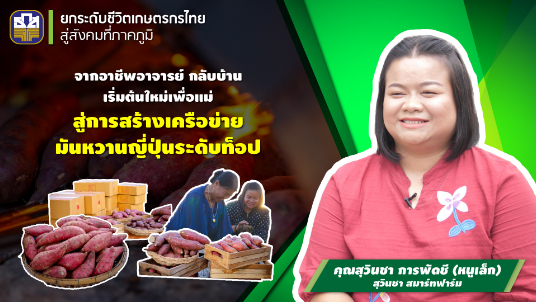 ยกระดับชีวิตเกษตรกรไทย
สู่สังคมที่ภาคภูมิ
จากอาชีพอาจารย์ กลับบ้าน
เริ่มต้นใหม่เพื่อแม่
สู่การสร้างเครือข่าย
มันหวานญี่ปุ่นระดับท็อป
คุณสุวินชา การพัดชี (หนูเล็ก)
สุวินชา สมาร์ทฟาร์ม